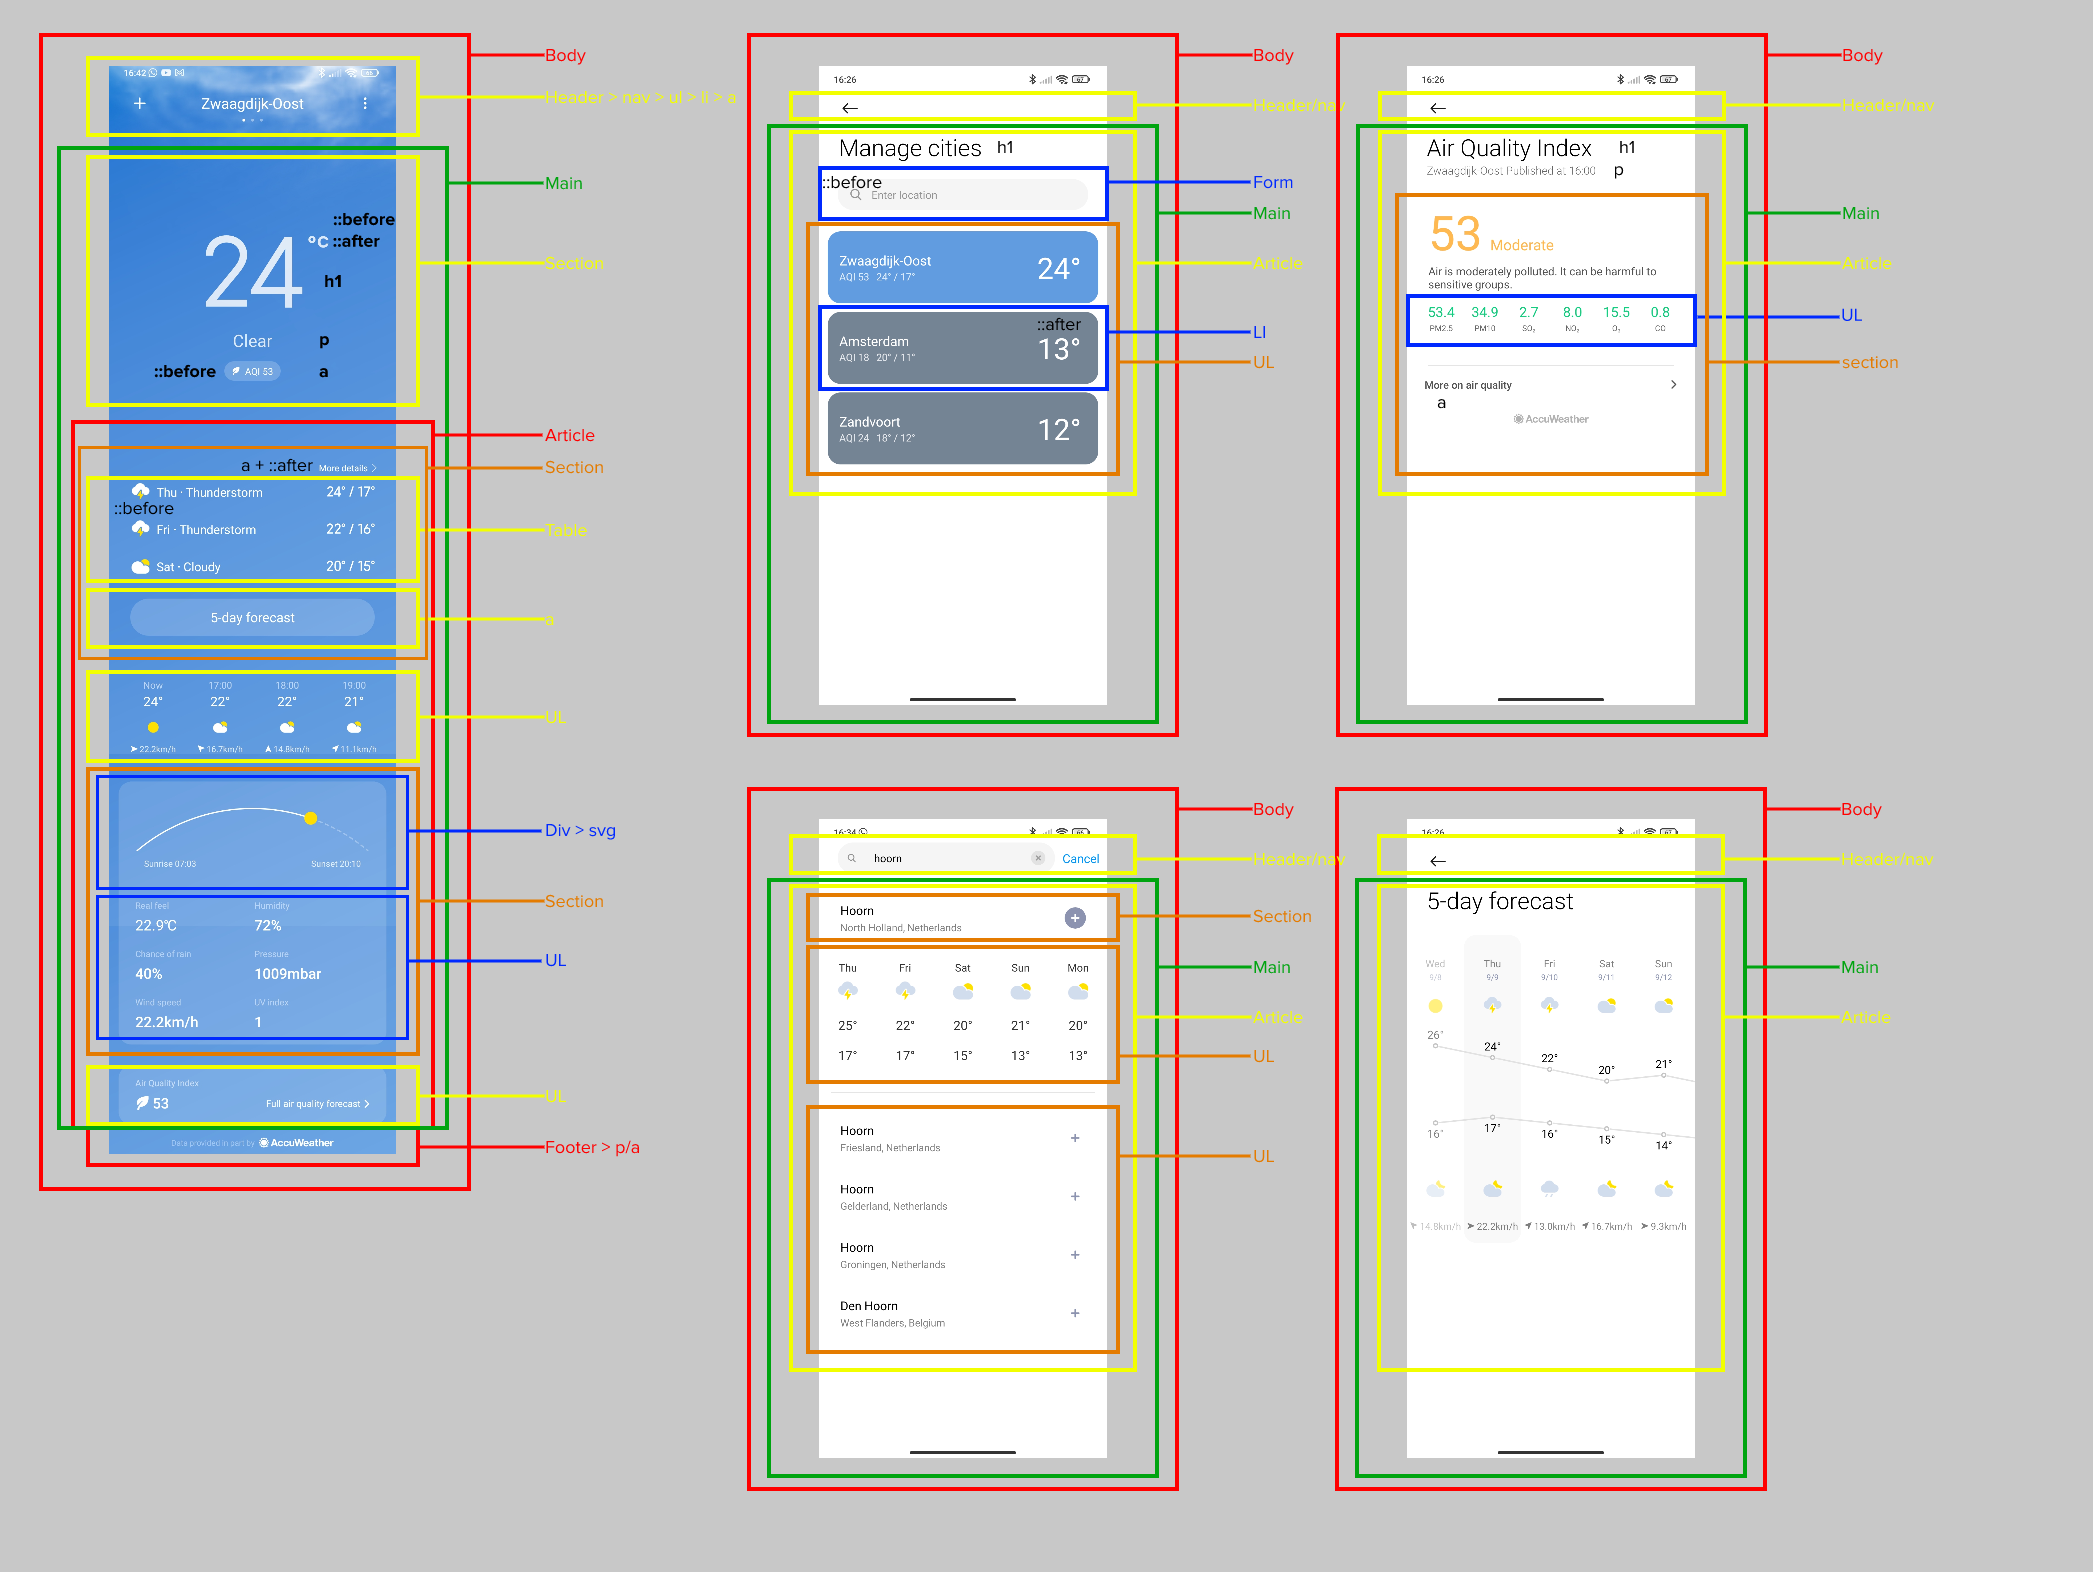 16:42
66
Zwaagdijk-Oost
Body
Header > nav > ul > li > a
Main
::before
24 °C ::after
Section
h1
Clear p
::before AQI 53 a
Article
a + ::after More details
Section
Thu · Thunderstorm 24° / 17°
::before
Fri · Thunderstorm 22° / 16°
Table
Sat · Cloudy 20° / 15°
5-day forecast
a
Now 17:00 18:00 19:00
24° 22° 22° 21°
UL
22.2km/h 16.7km/h 14.8km/h 11.1km/h
Div > svg
Sunrise 07:03 Sunset 20:10
Section
Real feel Humidity
22.9°C 72%
Chance of rain Pressure
UL
40% 1009mbar
Wind speed UV index
22.2km/h 1
Air Quality Index
UL
53 Full air quality forecast
Data provided in part by AccuWeather
Footer > p/a
Body
16:26
67
Header/nav
Manage cities h1
::before
Form
Enter location
Main
Zwaagdijk-Oost
AQI 53 24° / 17°
24°
Article
::after
LI
Amsterdam
AQI 18 20° / 11°
13°
UL
Zandvoort
AQI 24 18° / 12°
12°
Body
16:26
67
Header/nav
Air Quality Index h1
Zwaagdijk-Oost Published at 16:00 p
Main
53 Moderate
Article
Air is moderately polluted. It can be harmful to
sensitive groups.
53.4 34.9 2.7 8.0 15.5 0.8
UL
PM2.5 PM10 SO₂ NO₂ O₃ CO
section
More on air quality
a
AccuWeather
Body
16:34
Header/nav
hoorn Cancel
Hoorn
North Holland, Netherlands
Section
Thu Fri Sat Sun Mon
Main
25° 22° 20° 21° 20°
Article
17° 17° 15° 13° 13°
UL
Hoorn
Friesland, Netherlands
UL
Hoorn
Gelderland, Netherlands
Hoorn
Groningen, Netherlands
Den Hoorn
West Flanders, Belgium
Body
16:26
Header/nav
5-day forecast
Wed Thu Fri Sat Sun
9/8 9/9 9/10 9/11 9/12
Main
Article
26° 24° 22° 20° 21°
16° 17° 16° 15° 14°
14.8km/h 22.2km/h 13.0km/h 16.7km/h 9.3km/h